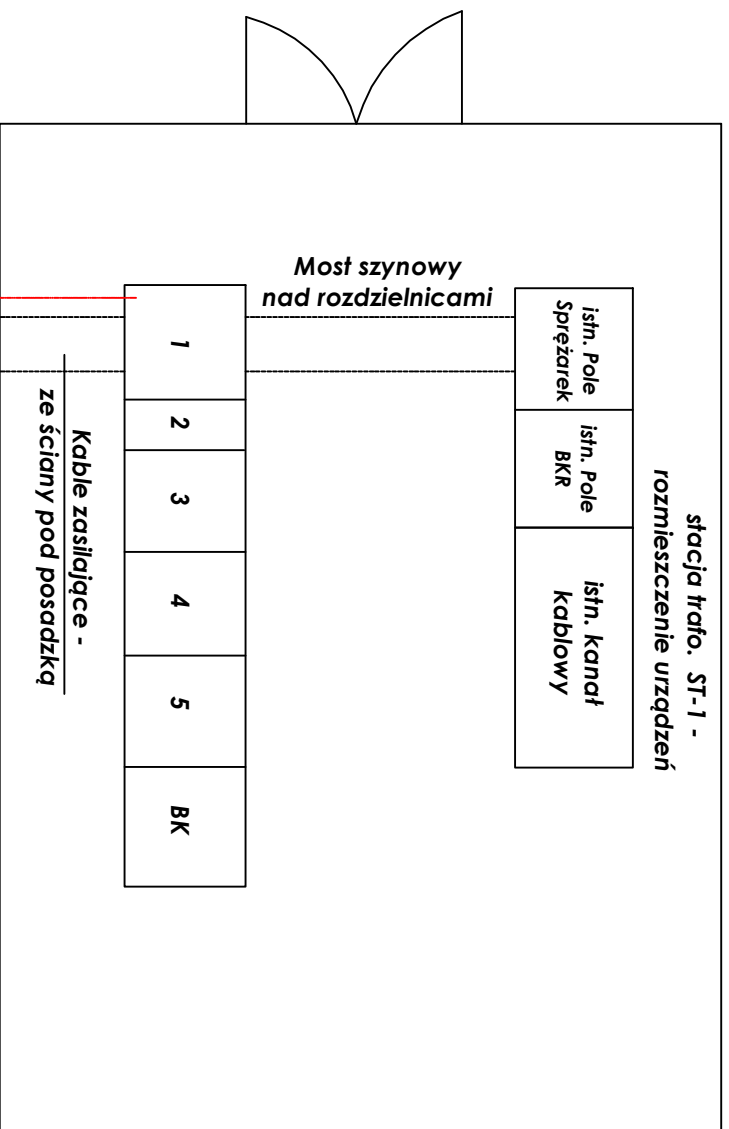 Most szynowy
nad rozdzielnicami
stacja trafo. ST-1 -
rozmieszczenie urządzeń
istn. Pole
Sprężarek
istn. Pole
BKR
istn. kanał
kablowy
1
2
3
4
5
BK
Kable zasilające -
ze ściany pod posadzką